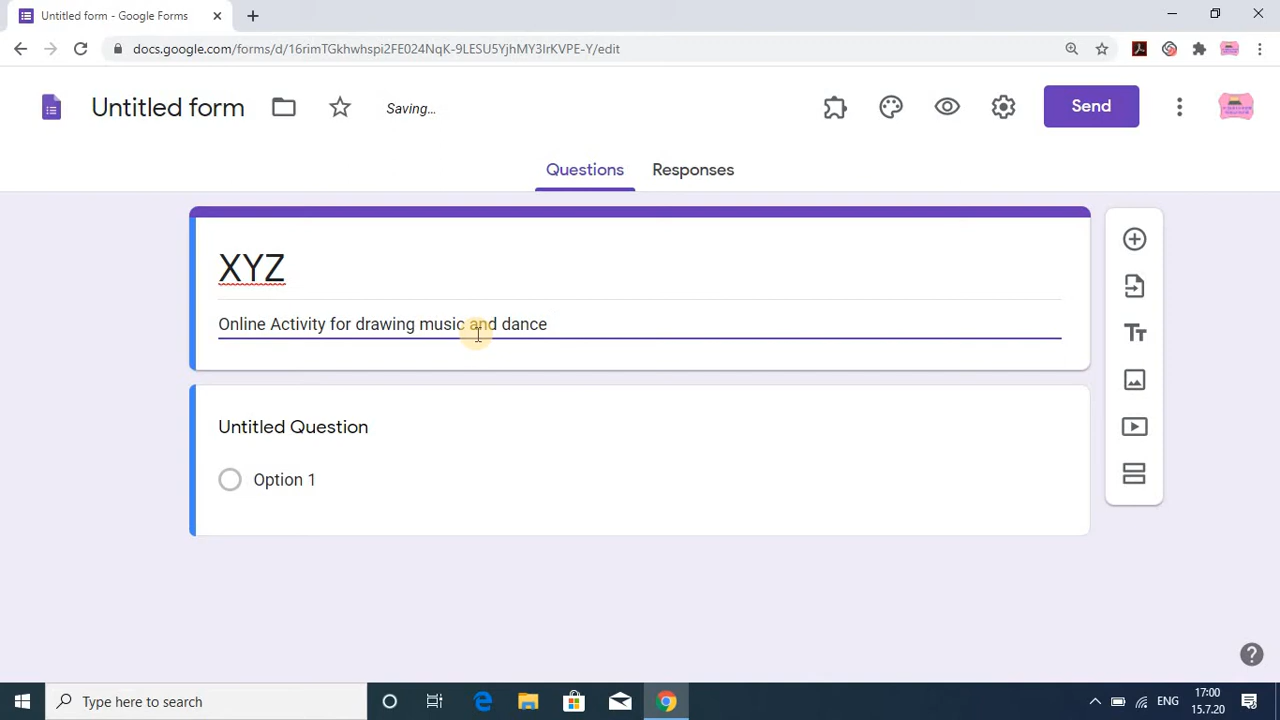 Untitled form - Google Forms
docs.google.com/forms/d/16rimTGkhwhspi2FE024NqK-9LESU5YjhMY3IrKVPE-Y/edit
Untitled form
Saving...
Send
Questions
Responses
XYZ
Online Activity for drawing music and dance
Untitled Question
Option 1
Type here to search
ENG
17:00
15.7.20